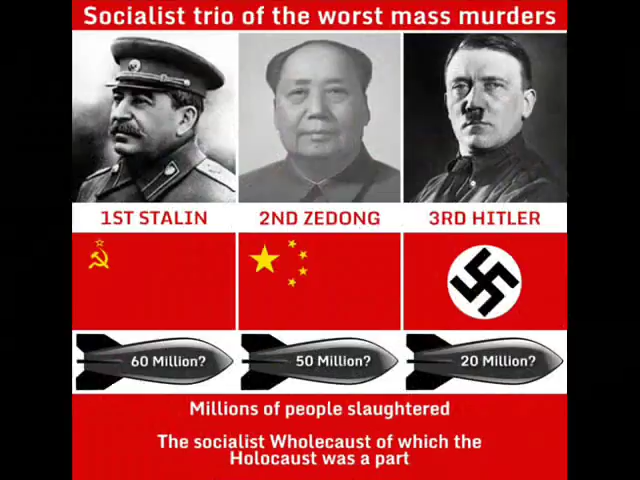 Socialist trio of the worst mass murders
1ST STALIN
2ND ZEDONG
3RD HITLER
60 Million?
50 Million?
20 Million?
Millions of people slaughtered
The socialist Wholecaust of which the
Holocaust was a part